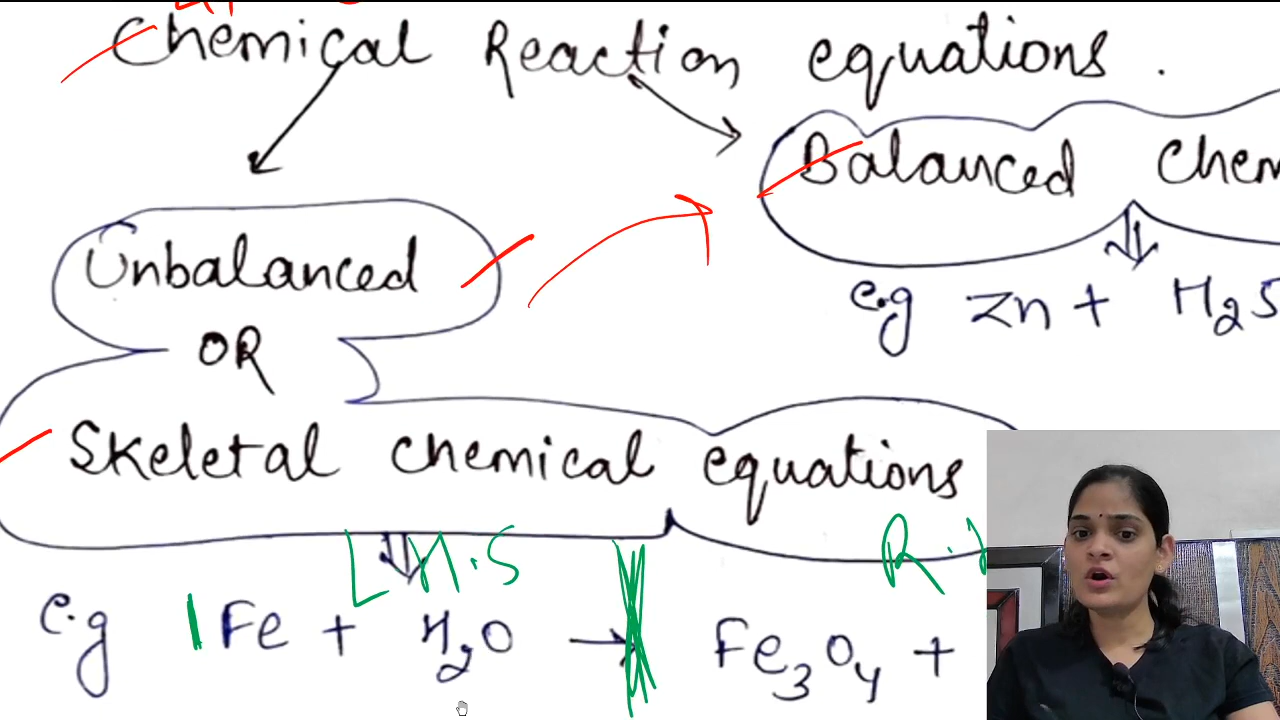 Chemical Reaction equations.
Balanced Chem
Unbalanced
e.g Zn + H2S
OR
Skeletal chemical equations
L.H.S R.
e.g 1Fe + H2O → Fe3O4 +